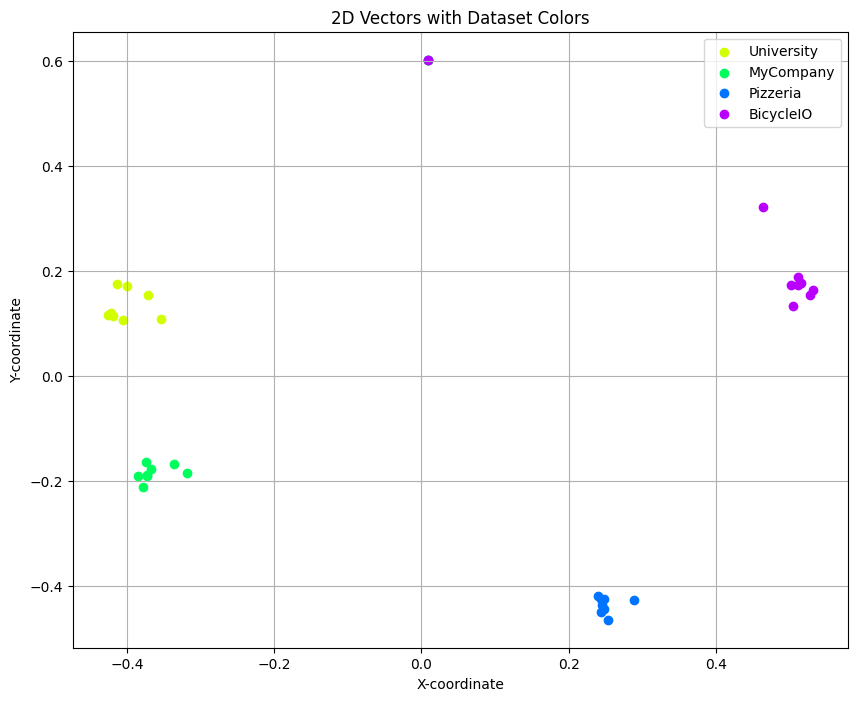 2D Vectors with Dataset Colors
University
MyCompany
Pizzeria
BicycleIO
0.6
0.4
0.2
0.0
−0.2
−0.4
Y-coordinate
−0.4
−0.2
0.0
0.2
0.4
X-coordinate